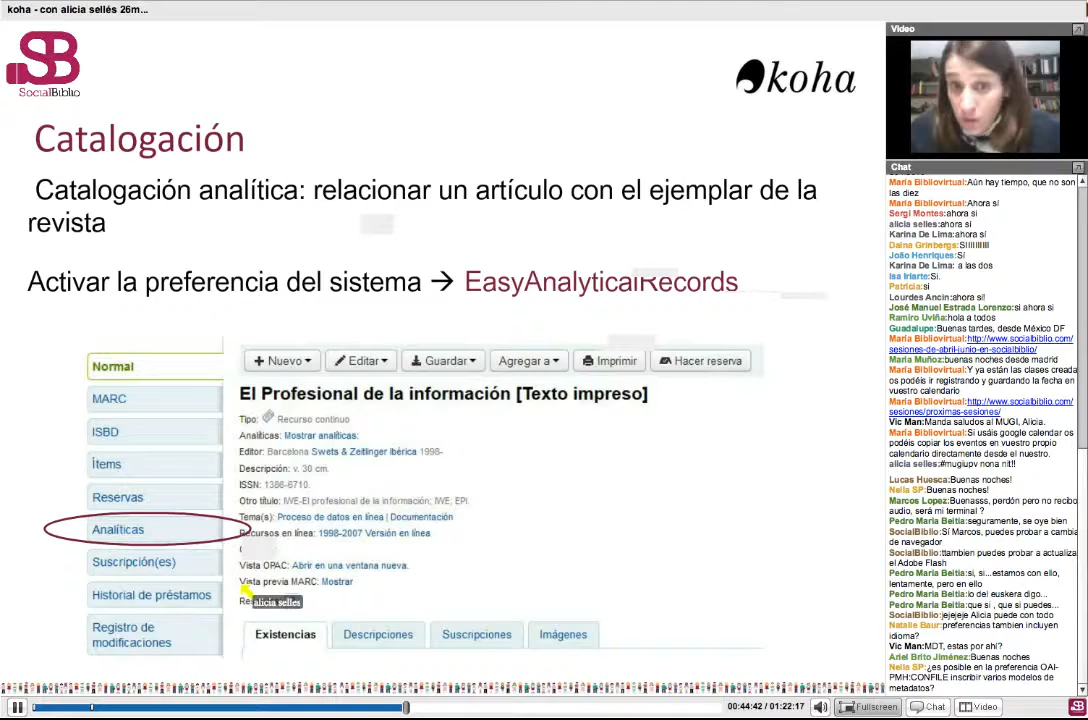 koha - con alicia sellés 26m...
SB
SocialBiblio
koha
Catalogación
Catalogación analítica: relacionar un artículo con el ejemplar de la
revista
Activar la preferencia del sistema → EasyAnalyticalRecords
Normal
MARC
ISBD
Ítems
Reservas
Analíticas
Suscripción(es)
Historial de préstamos
Registro de
modificaciones
+ Nuevo
Editar
Guardar
Agregar a
Imprimir
Hacer reserva
El Profesional de la información [Texto impreso]
Tipo: Recurso continuo
Analíticas: Mostrar analíticas:
Editor: Barcelona Swets & Zeitlinger Ibérica 1998-
Descripción: v. 30 cm.
ISSN: 1386-6710.
Otro título: IWE-El profesional de la información; IWE; EPI.
Tema(s): Proceso de datos en línea | Documentación
Recursos en línea: 1998-2007 Versión en línea
Vista OPAC: Abrir en una ventana nueva.
Vista previa MARC: Mostrar
alicia selles
Existencias
Descripciones
Suscripciones
Imágenes
Video
Chat
María Bibliovirtual:Aún hay tiempo, que no son
las diez
María Bibliovirtual:Ahora sí
Sergi Montes:ahora si
alicia selles:ahora sí
Karina De Lima:ahora sí
Daina Grinbergs:SIIIIIIIII
João Henriques:Sí
Karina De Lima: a las dos
Isa Iriarte:Si.
Patricia:si
Lourdes Ancin:ahora si!
José Manuel Estrada Lorenzo:si ahora si
Ramiro Uviña:hola a todos
Guadalupe:Buenas tardes, desde México DF
María Bibliovirtual:http://www.socialbiblio.com/
sesiones-de-abril-junio-en-socialbiblio/
María Muñoz:buenas noches desde madrid
María Bibliovirtual:Y ya están las clases creadas
os podéis ir registrando y guardando la fecha en
vuestro calendario
María Bibliovirtual:http://www.socialbiblio.com/
sesiones/proximas-sesiones/
Vic Man:Manda saludos al MUGI, Alicia.
María Bibliovirtual:Si usáis google calendar os
podéis copiar los eventos en vuestro propio
calendario directamente desde el nuestro.
alicia selles:#mugiupv nona nit!!
Lucas Huesca:Buenas noches!
Nella SP:Buenas noches!
Marcos Lopez:Buenasss, perdón pero no recibo
audio, será mi terminal ?
Pedro María Beitia:seguramente, se oye bien
SocialBiblio:Sí Marcos, puedes probar a cambia
de navegador
SocialBiblio:ttambien puedes probar a actualiza
el Adobe Flash
Pedro María Beitia:si, si...estamos con ello,
lentamente, pero en ello
Pedro María Beitia:lo del euskera digo...
Pedro María Beitia:que si , que si puedes...
SocialBiblio:jejejeje Alicia puede con todo
Natalie Baur:preferencias tambien incluyen
idioma?
Vic Man:MDT, estas por ahí?
Ariel Brito Jiménez:Buenas noches
Nella SP:¿es posible en la preferencia OAI-
PMH:CONFILE inscribir varios modelos de
metadatos?
00:44:42 / 01:22:17
Fullscreen
Chat
Video
SB